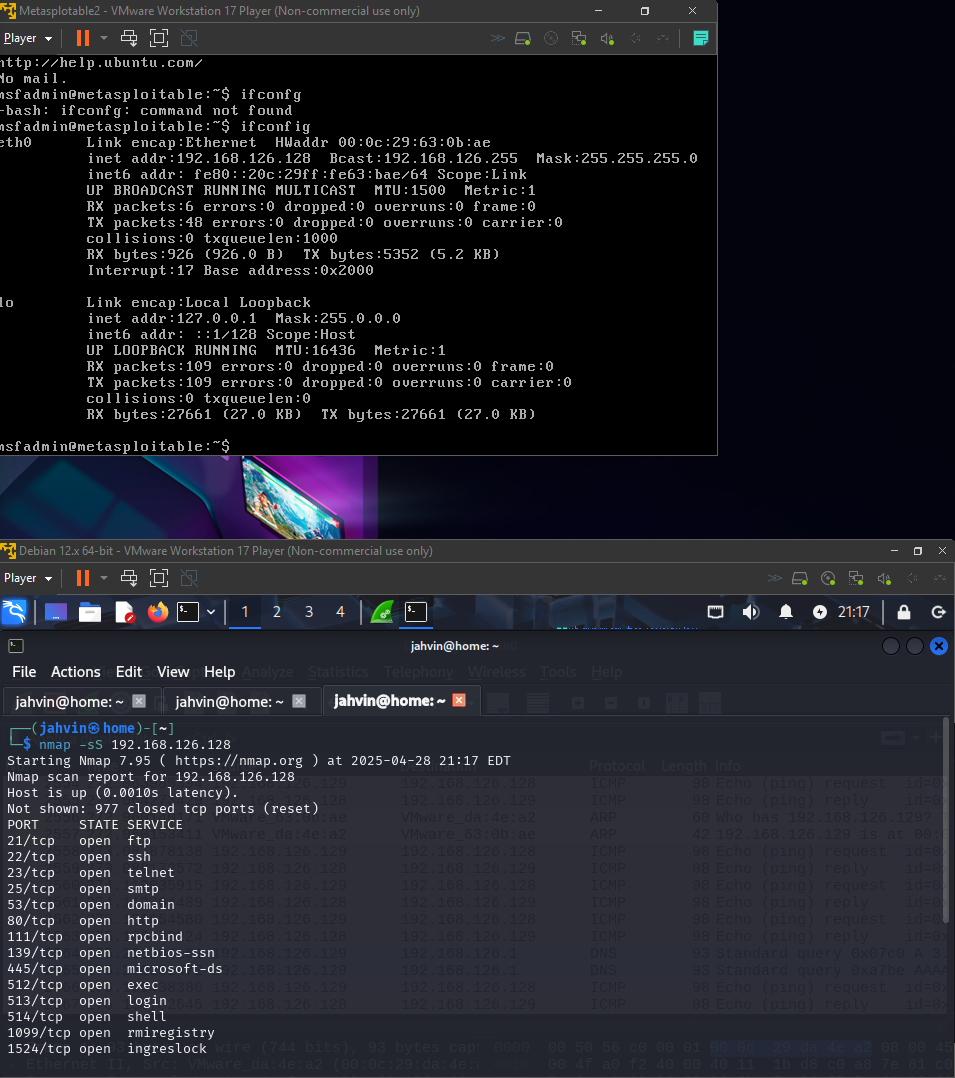 Metasplotable2 - VMware Workstation 17 Player (Non-commercial use only)
Player
http://help.ubuntu.com/
No mail.
msfadmin@metasploitable:~$ ifconfg
-bash: ifconfg: command not found
msfadmin@metasploitable:~$ ifconfig
eth0 Link encap:Ethernet HWaddr 00:0c:29:63:0b:ae
inet addr:192.168.126.128 Bcast:192.168.126.255 Mask:255.255.255.0
inet6 addr: fe80::20c:29ff:fe63:bae/64 Scope:Link
UP BROADCAST RUNNING MULTICAST MTU:1500 Metric:1
RX packets:6 errors:0 dropped:0 overruns:0 frame:0
TX packets:48 errors:0 dropped:0 overruns:0 carrier:0
collisions:0 txqueuelen:1000
RX bytes:926 (926.0 B) TX bytes:5352 (5.2 KB)
Interrupt:17 Base address:0x2000
lo Link encap:Local Loopback
inet addr:127.0.0.1 Mask:255.0.0.0
inet6 addr: ::1/128 Scope:Host
UP LOOPBACK RUNNING MTU:16436 Metric:1
RX packets:109 errors:0 dropped:0 overruns:0 frame:0
TX packets:109 errors:0 dropped:0 overruns:0 carrier:0
collisions:0 txqueuelen:0
RX bytes:27661 (27.0 KB) TX bytes:27661 (27.0 KB)
msfadmin@metasploitable:~$
Debian 12.x 64-bit - VMware Workstation 17 Player (Non-commercial use only)
Player
1 2 3 4 21:17
jahvin@home: ~
File Actions Edit View Help Analyze Statistics Telephony Wireless Tools Help
jahvin@home: ~ jahvin@home: ~ jahvin@home: ~
(jahvin㉿home)-[~]
$ nmap -sS 192.168.126.128
Starting Nmap 7.95 ( https://nmap.org ) at 2025-04-28 21:17 EDT
Nmap scan report for 192.168.126.128
Host is up (0.0010s latency).
Not shown: 977 closed tcp ports (reset)
PORT STATE SERVICE
21/tcp open ftp
22/tcp open ssh
23/tcp open telnet
25/tcp open smtp
53/tcp open domain
80/tcp open http
111/tcp open rpcbind
139/tcp open netbios-ssn
445/tcp open microsoft-ds
512/tcp open exec
513/tcp open login
514/tcp open shell
1099/tcp open rmiregistry
1524/tcp open ingreslock